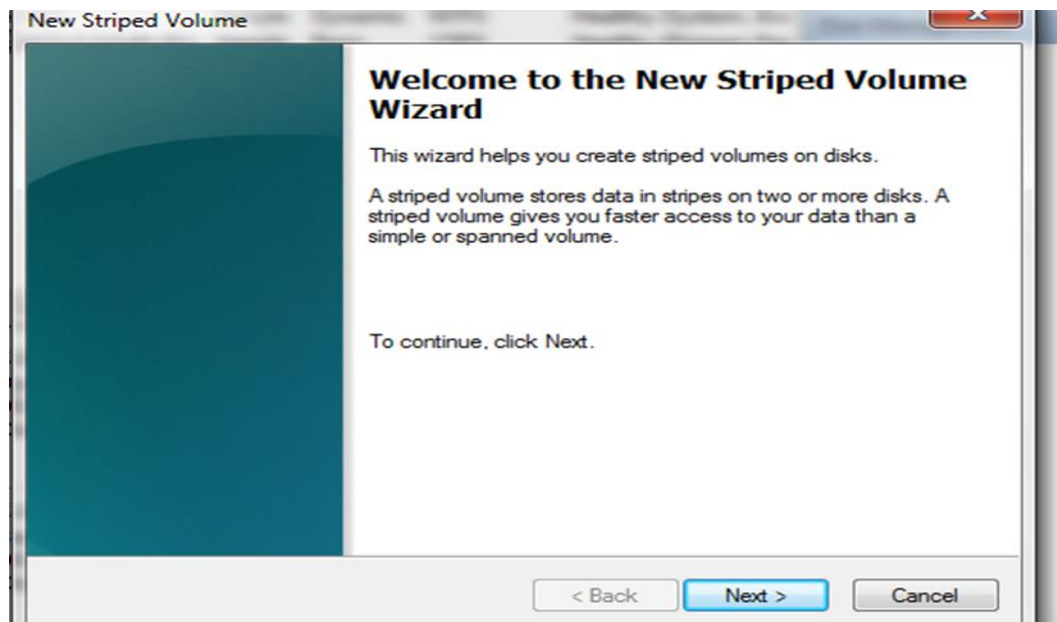 New Striped Volume
Welcome to the New Striped Volume
Wizard
This wizard helps you create striped volumes on disks.
A striped volume stores data in stripes on two or more disks. A
striped volume gives you faster access to your data than a
simple or spanned volume.
To continue, click Next.
< Back
Next >
Cancel